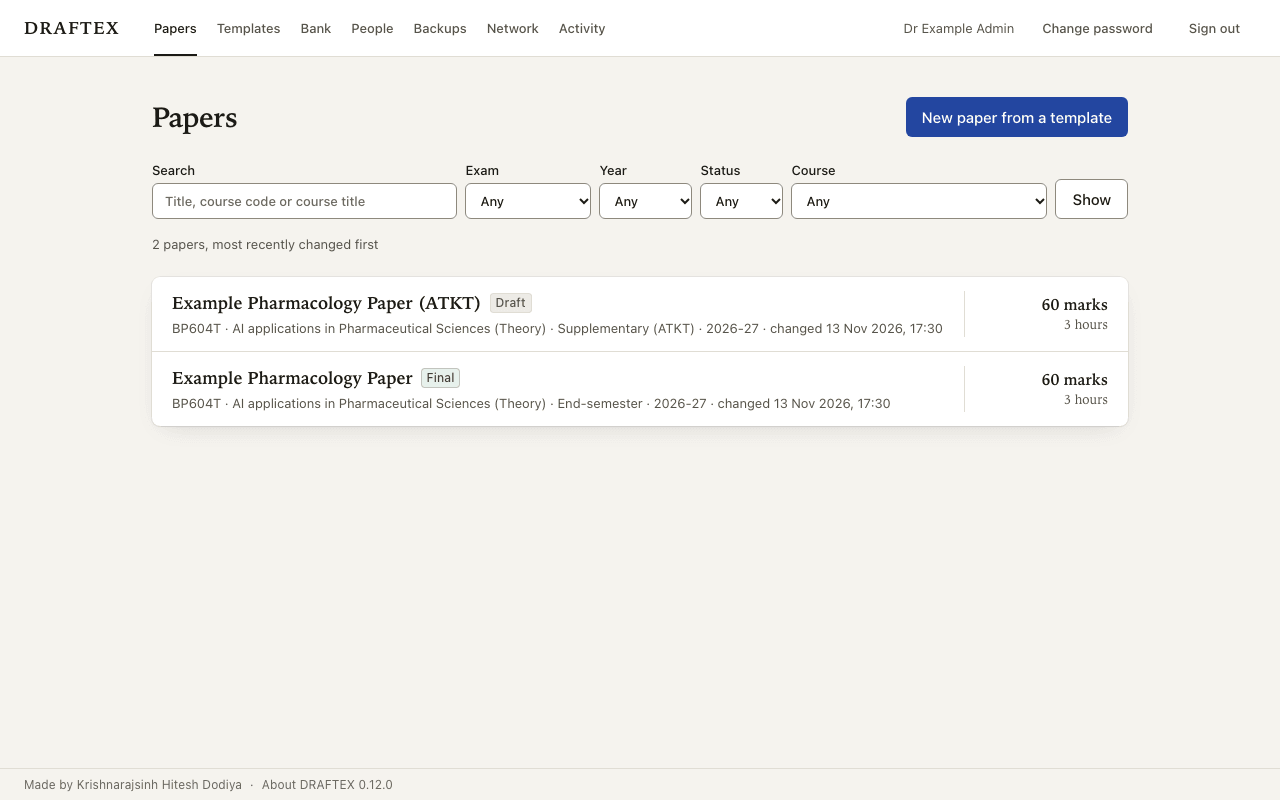 DRAFTEX Papers Templates Bank People Backups Network Activity Dr Example Admin Change password Sign out
Papers New paper from a template
Search Exam Year Status Course
Title, course code or course title Any Any Any Any Show
2 papers, most recently changed first
Example Pharmacology Paper (ATKT) Draft 60 marks
BP604T · AI applications in Pharmaceutical Sciences (Theory) · Supplementary (ATKT) · 2026-27 · changed 13 Nov 2026, 17:30 3 hours
Example Pharmacology Paper Final 60 marks
BP604T · AI applications in Pharmaceutical Sciences (Theory) · End-semester · 2026-27 · changed 13 Nov 2026, 17:30 3 hours
Made by Krishnarajsinh Hitesh Dodiya · About DRAFTEX 0.12.0